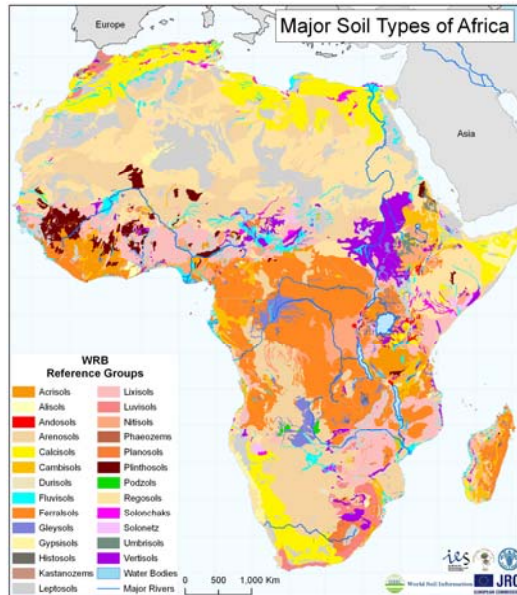 Europe
Major Soil Types of Africa
Asia
WRB
Reference Groups
Acrisols
Alisols
Andosols
Arenosols
Calcisols
Cambisols
Durisols
Fluvisols
Ferralsols
Gleysols
Gypsisols
Histosols
Kastanozems
Leptosols
Lixisols
Luvisols
Nitisols
Phaeozems
Planosols
Plinthosols
Podzols
Regosols
Solonchaks
Solonetz
Umbrisols
Vertisols
Water Bodies
Major Rivers
0 500 1,000 Km
ies
World Soil Information
JRC
EUROPEAN COMMISSION